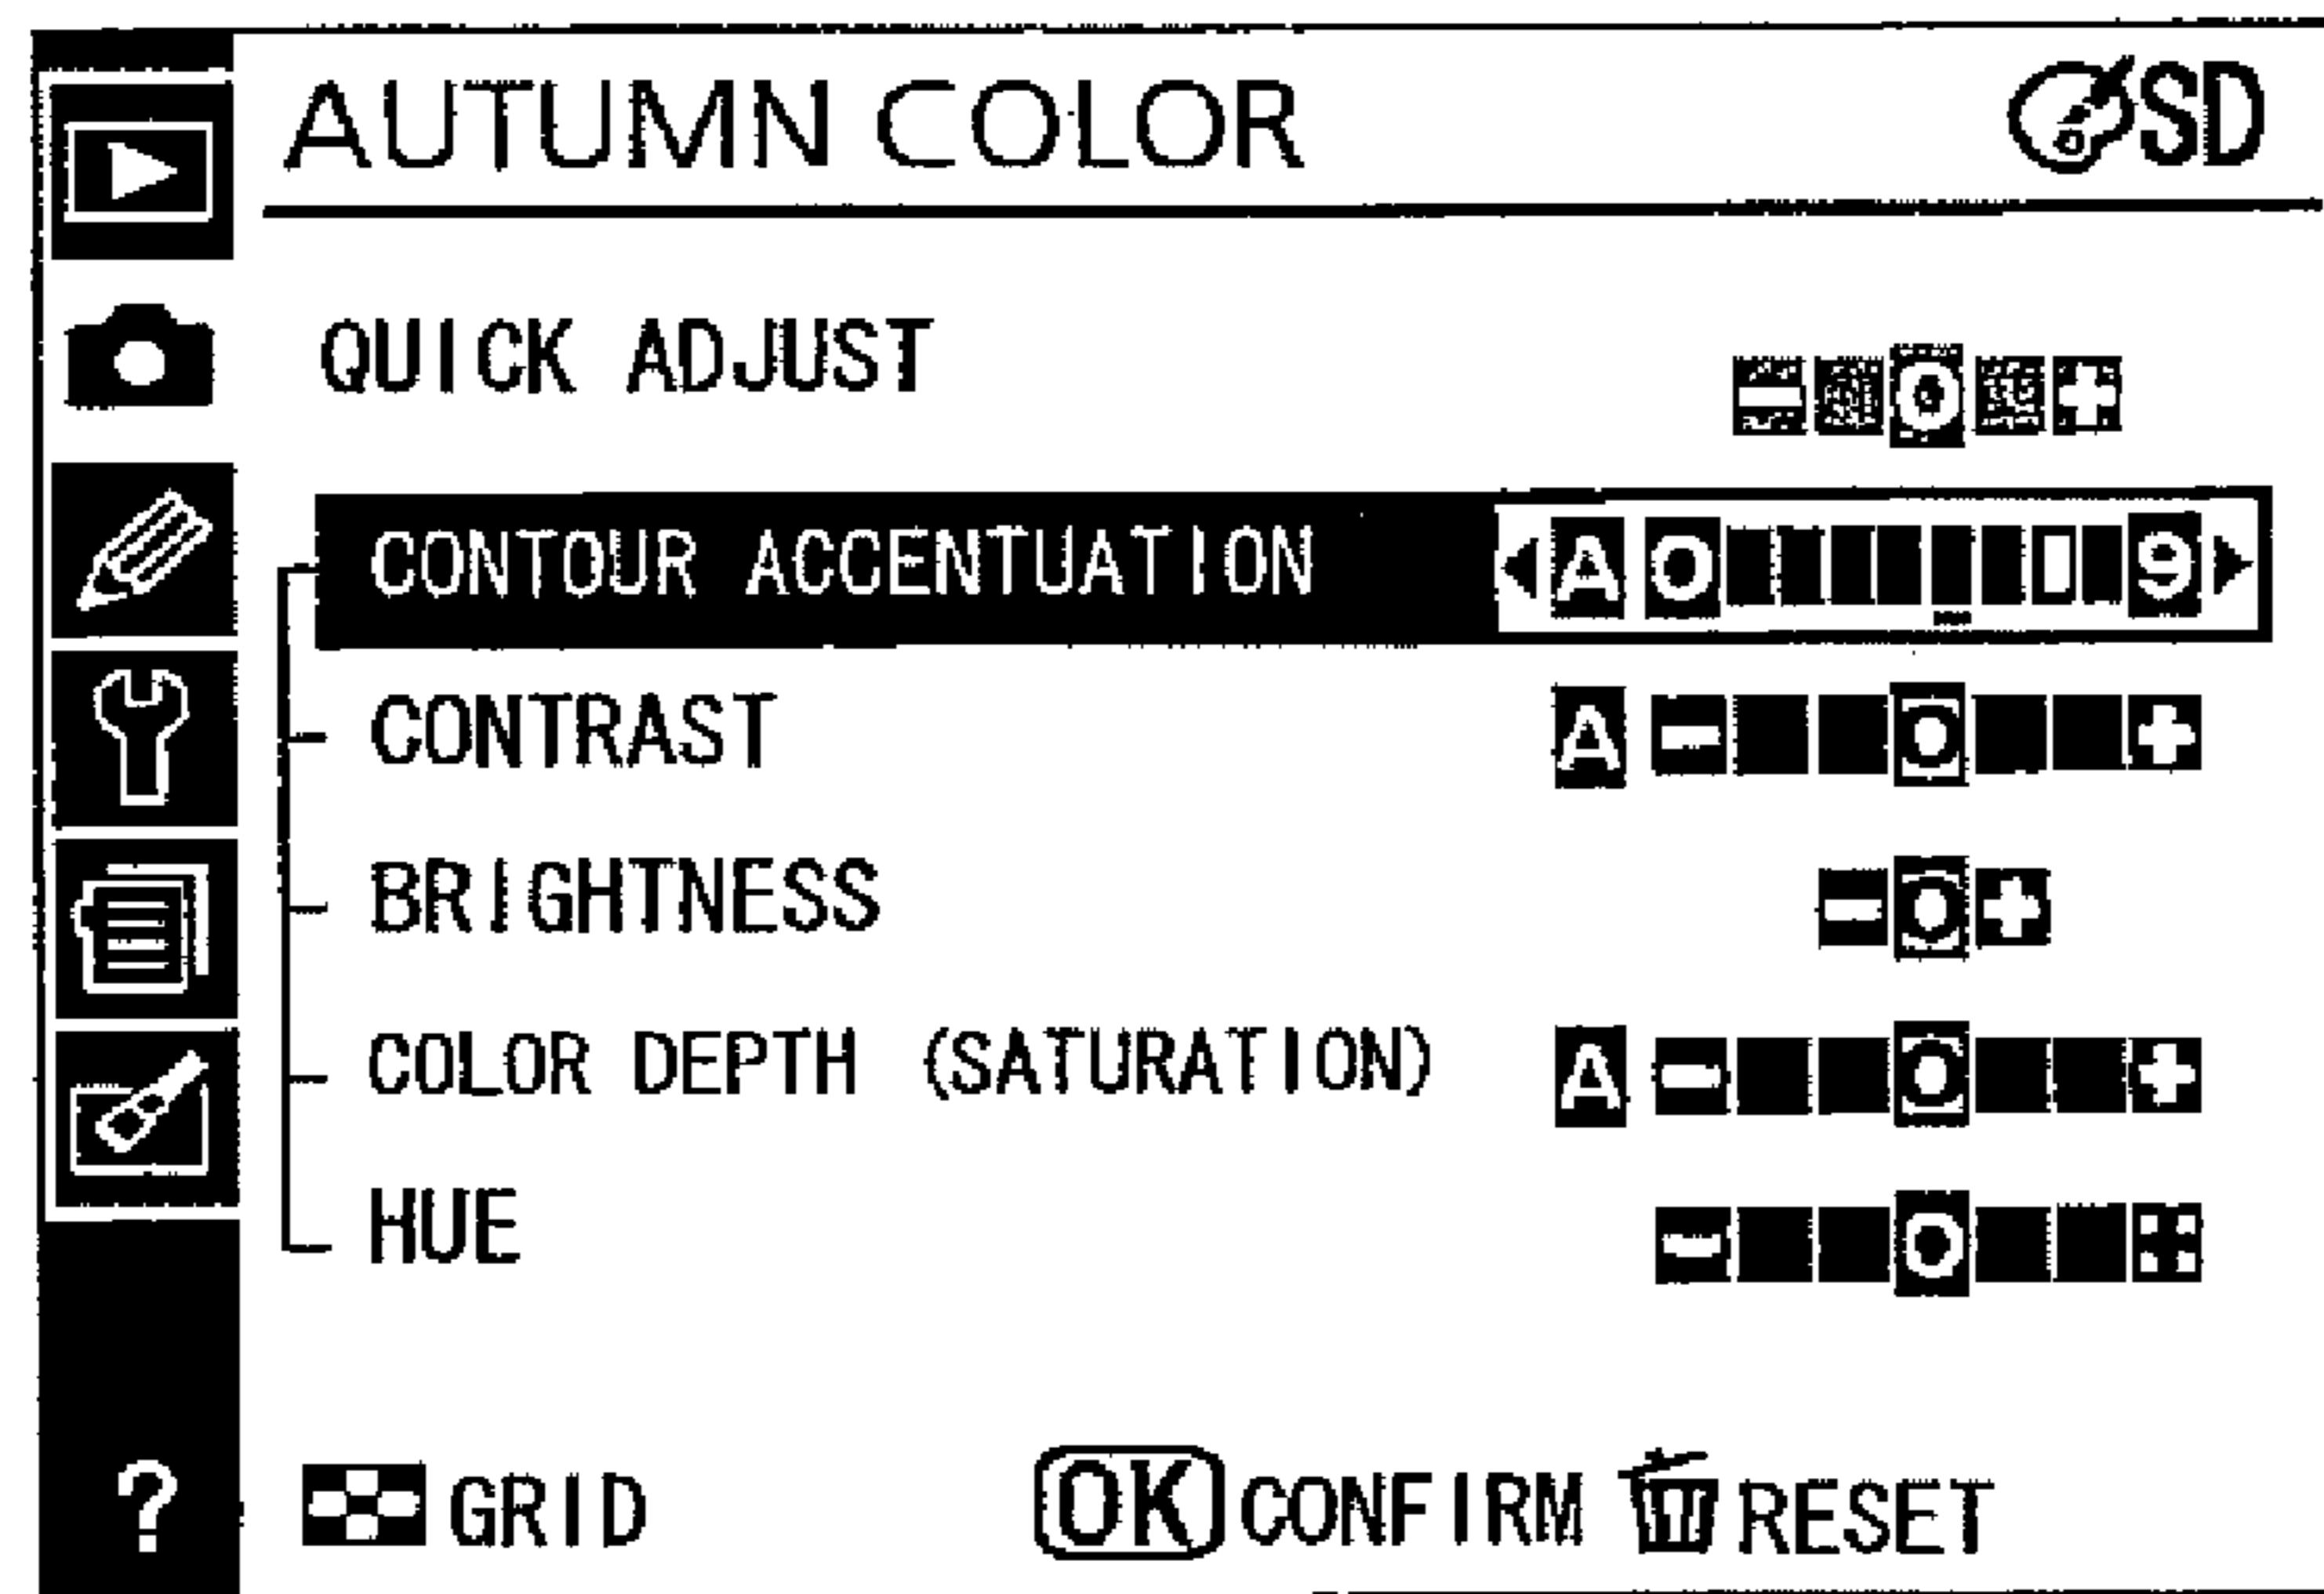 AUTUMN COLOR SD
QUICK ADJUST − 0 +
CONTOUR ACCENTUATION A 0 9
CONTRAST A − 0 +
BRIGHTNESS − 0 +
COLOR DEPTH (SATURATION) A − 0 +
HUE − 0 +
? GRID OK CONFIRM RESET